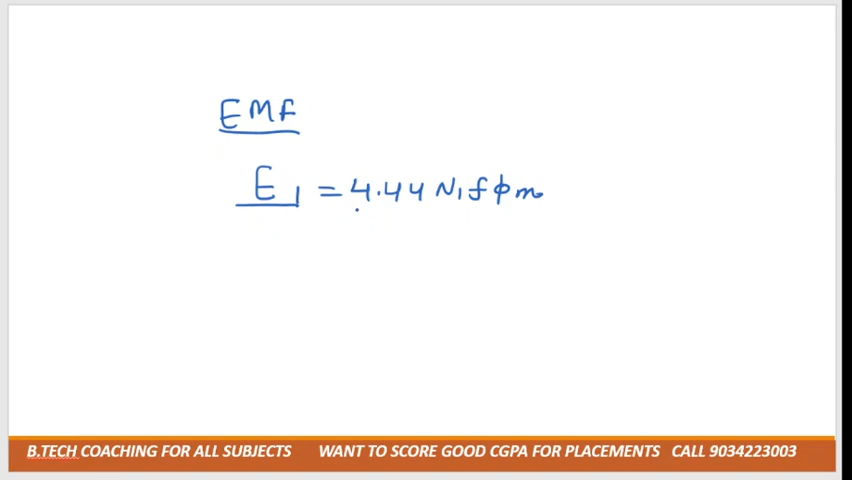 EMF
E₁ = 4.44 N₁ f ϕ m
B.TECH COACHING FOR ALL SUBJECTS WANT TO SCORE GOOD CGPA FOR PLACEMENTS CALL 9034223003